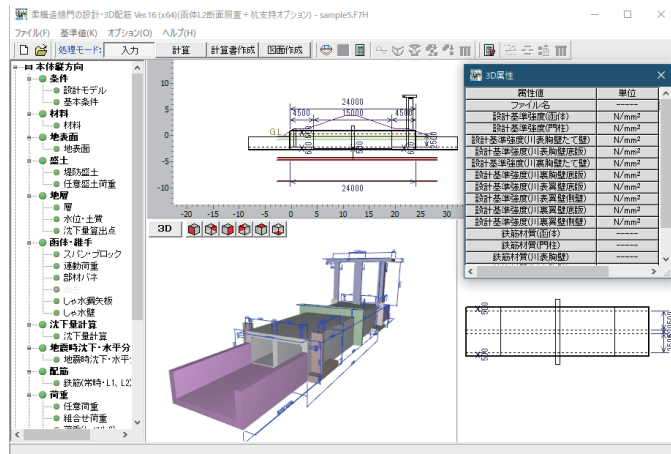 柔構造樋門の設計・3D配筋 Ver.16 (x64)(函体L2断面照査+杭支持オプション) - sample5.F7H
ファイル(F) 基準値(K) オプション(O) ヘルプ(H)
処理モード: 入力 計算 計算書作成 図面作成
本体縦方向
条件
設計モデル
基本条件
材料
材料
地表面
地表面
盛土
堤防盛土
任意盛土荷重
地層
層
水位・土質
沈下量算出点
函体・継手
スパン・ブロック
連動荷重
部材バネ
しゃ水鋼矢板
しゃ水壁
沈下量計算
沈下量計算
地震時沈下・水平分
地震時沈下・水平
配筋
鉄筋(常時・L1、L2)
荷重
任意荷重
組合せ荷重
10
5
0
-5
-10
24000
4500 15000 4500
G.L
24000
-20 -15 -10 -5 0 5 10 15 20 25 30
3D
3D属性
属性値 単位
ファイル名 -----
設計基準強度(函体) N/mm²
設計基準強度(門柱) N/mm²
設計基準強度(川表胸壁たて壁) N/mm²
設計基準強度(川表胸壁底版) N/mm²
設計基準強度(川裏胸壁たて壁) N/mm²
設計基準強度(川裏胸壁底版) N/mm²
設計基準強度(川表翼壁底版) N/mm²
設計基準強度(川表翼壁側壁) N/mm²
設計基準強度(川裏翼壁底版) N/mm²
設計基準強度(川裏翼壁側壁) N/mm²
鉄筋材質(函体) -----
鉄筋材質(門柱) -----
鉄筋材質(川表胸壁) -----
500
500